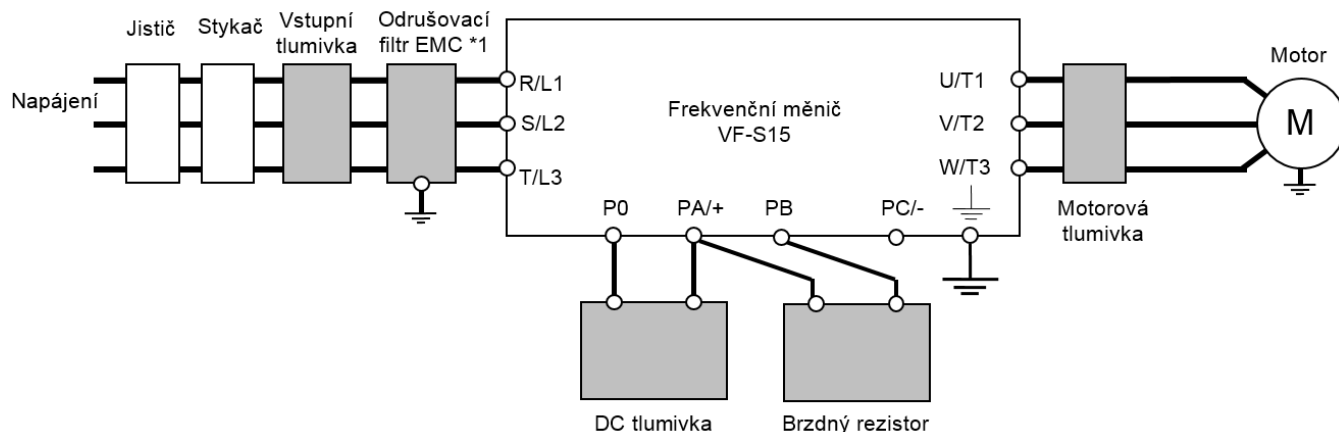 Jistič
Stykač
Vstupní
tlumivka
Odrušovací
filtr EMC *1
Napájení
R/L1
S/L2
T/L3
Frekvenční měnič
VF-S15
U/T1
V/T2
W/T3
Motor
M
P0
PA/+
PB
PC/-
Motorová
tlumivka
DC tlumivka
Brzdný rezistor